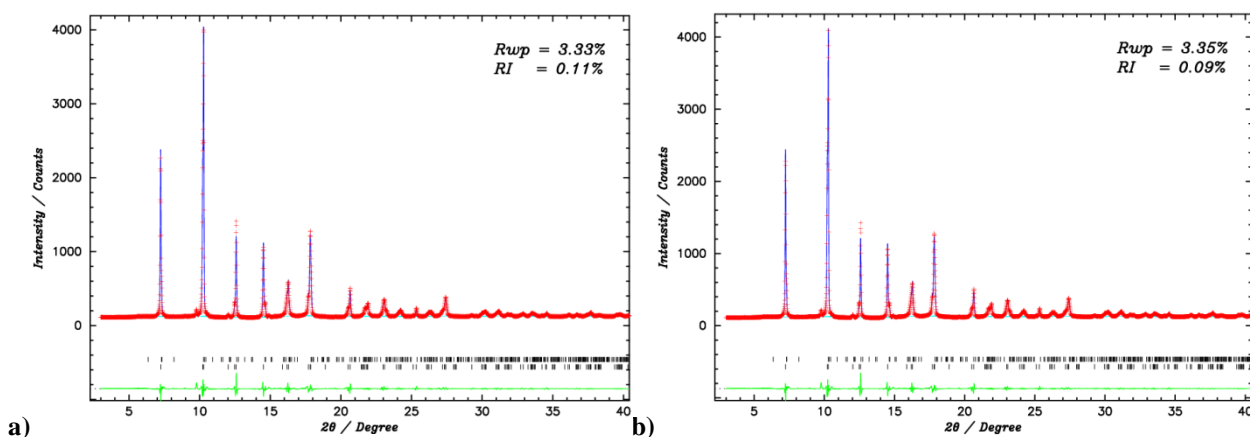 Rwp = 3.33%
RI = 0.11%
4000
3000
2000
1000
0
Intensity / Counts
5 10 15 20 25 30 35 40
2θ / Degree
a)
Rwp = 3.35%
RI = 0.09%
4000
3000
2000
1000
0
Intensity / Counts
5 10 15 20 25 30 35 40
2θ / Degree
b)